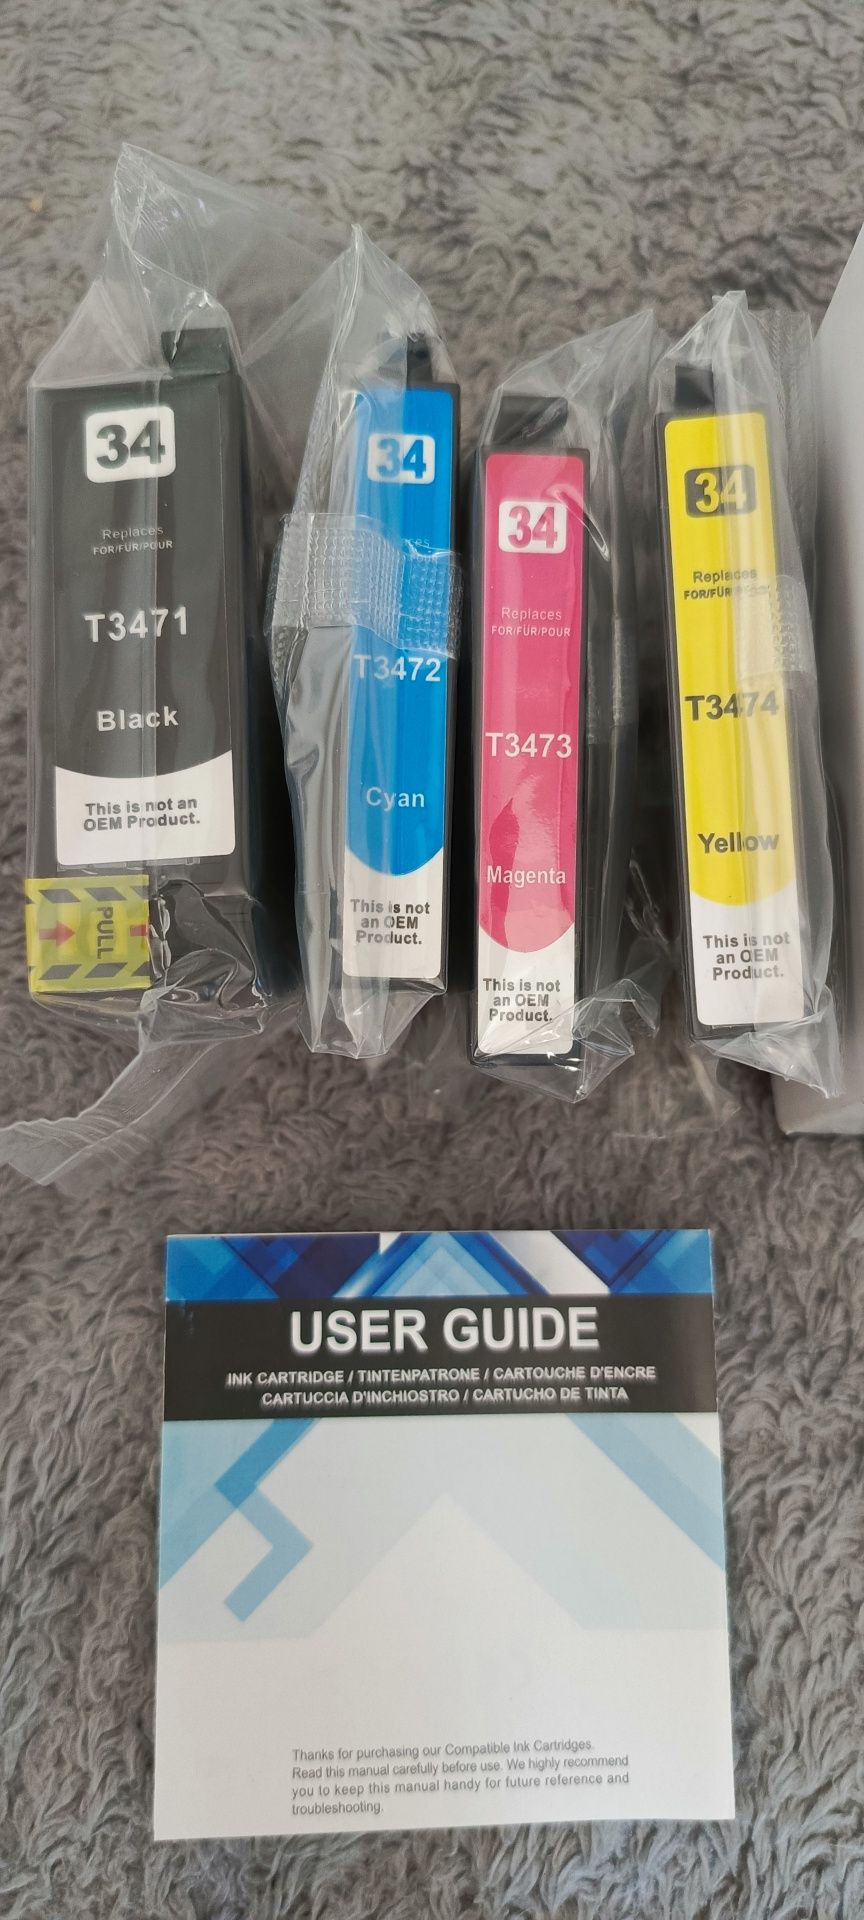 34
Replaces
FOR/FÜR/POUR
T3471
Black
This is not an
OEM Product.
PULL
34
T3472
Cyan
This is not
an OEM
Product.
34
Replaces
FOR/FÜR/POUR
T3473
Magenta
This is not
an OEM
Product.
34
Replaces
FOR/FÜR/POUR
T3474
Yellow
This is not
an OEM
Product.
USER GUIDE
INK CARTRIDGE / TINTENPATRONE / CARTOUCHE D'ENCRE
CARTUCCIA D'INCHIOSTRO / CARTUCHO DE TINTA
Thanks for purchasing our Compatible Ink Cartridges.
Read this manual carefully before use. We highly recommend
you to keep this manual handy for future reference and
troubleshooting.